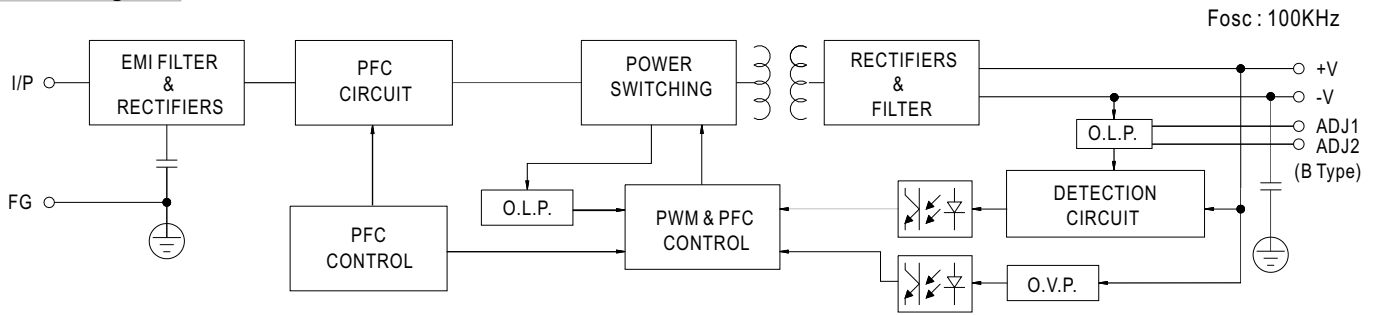 Fosc : 100KHz
I/P
EMI FILTER
&
RECTIFIERS
PFC
CIRCUIT
POWER
SWITCHING
RECTIFIERS
&
FILTER
+V
-V
O.L.P.
ADJ1
ADJ2
(B Type)
FG
O.L.P.
PFC
CONTROL
PWM & PFC
CONTROL
DETECTION
CIRCUIT
O.V.P.